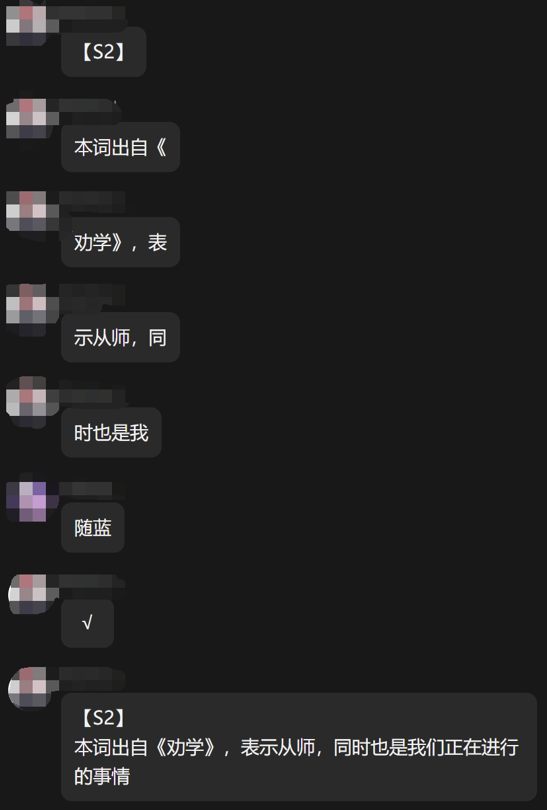 【S2】
本词出自《
劝学》，表
示从师，同
时也是我
随蓝
√
【S2】
本词出自《劝学》，表示从师，同时也是我们正在进行
的事情